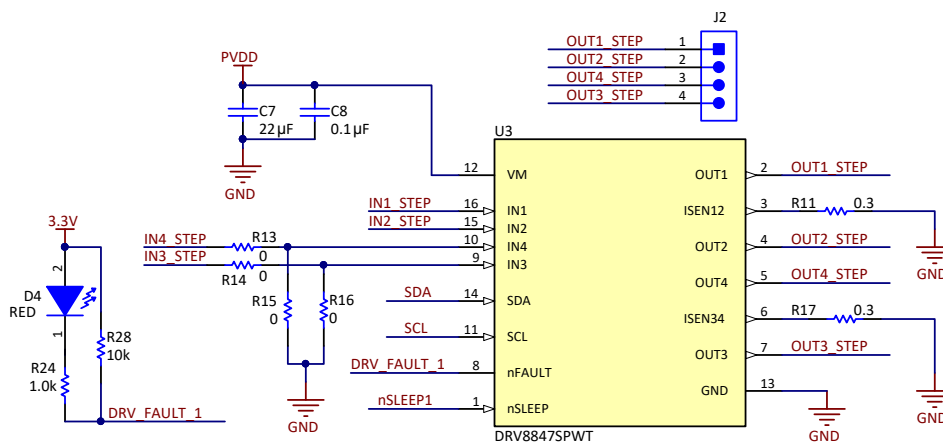 J2
OUT1_STEP 1
OUT2_STEP 2
OUT4_STEP 3
OUT3_STEP 4
PVDD
C7
22µF
C8
0.1µF
GND
U3
12 VM
OUT1 2 OUT1_STEP
IN1_STEP 16 IN1
ISEN12 3 R11 0.3
IN2_STEP 15 IN2
3.3V
IN4_STEP R13 0 10 IN4
OUT2 4 OUT2_STEP
GND
IN3_STEP R14 0 9 IN3
OUT4 5 OUT4_STEP
2
D4
RED
1
R15
0
R16
0
SDA 14 SDA
ISEN34 6 R17 0.3
SCL 11 SCL
R28
10k
OUT3 7 OUT3_STEP
R24
1.0k
DRV_FAULT_1 8 nFAULT
GND 13
nSLEEP1 1 nSLEEP
DRV_FAULT_1
GND
GND
GND
DRV8847SPWT